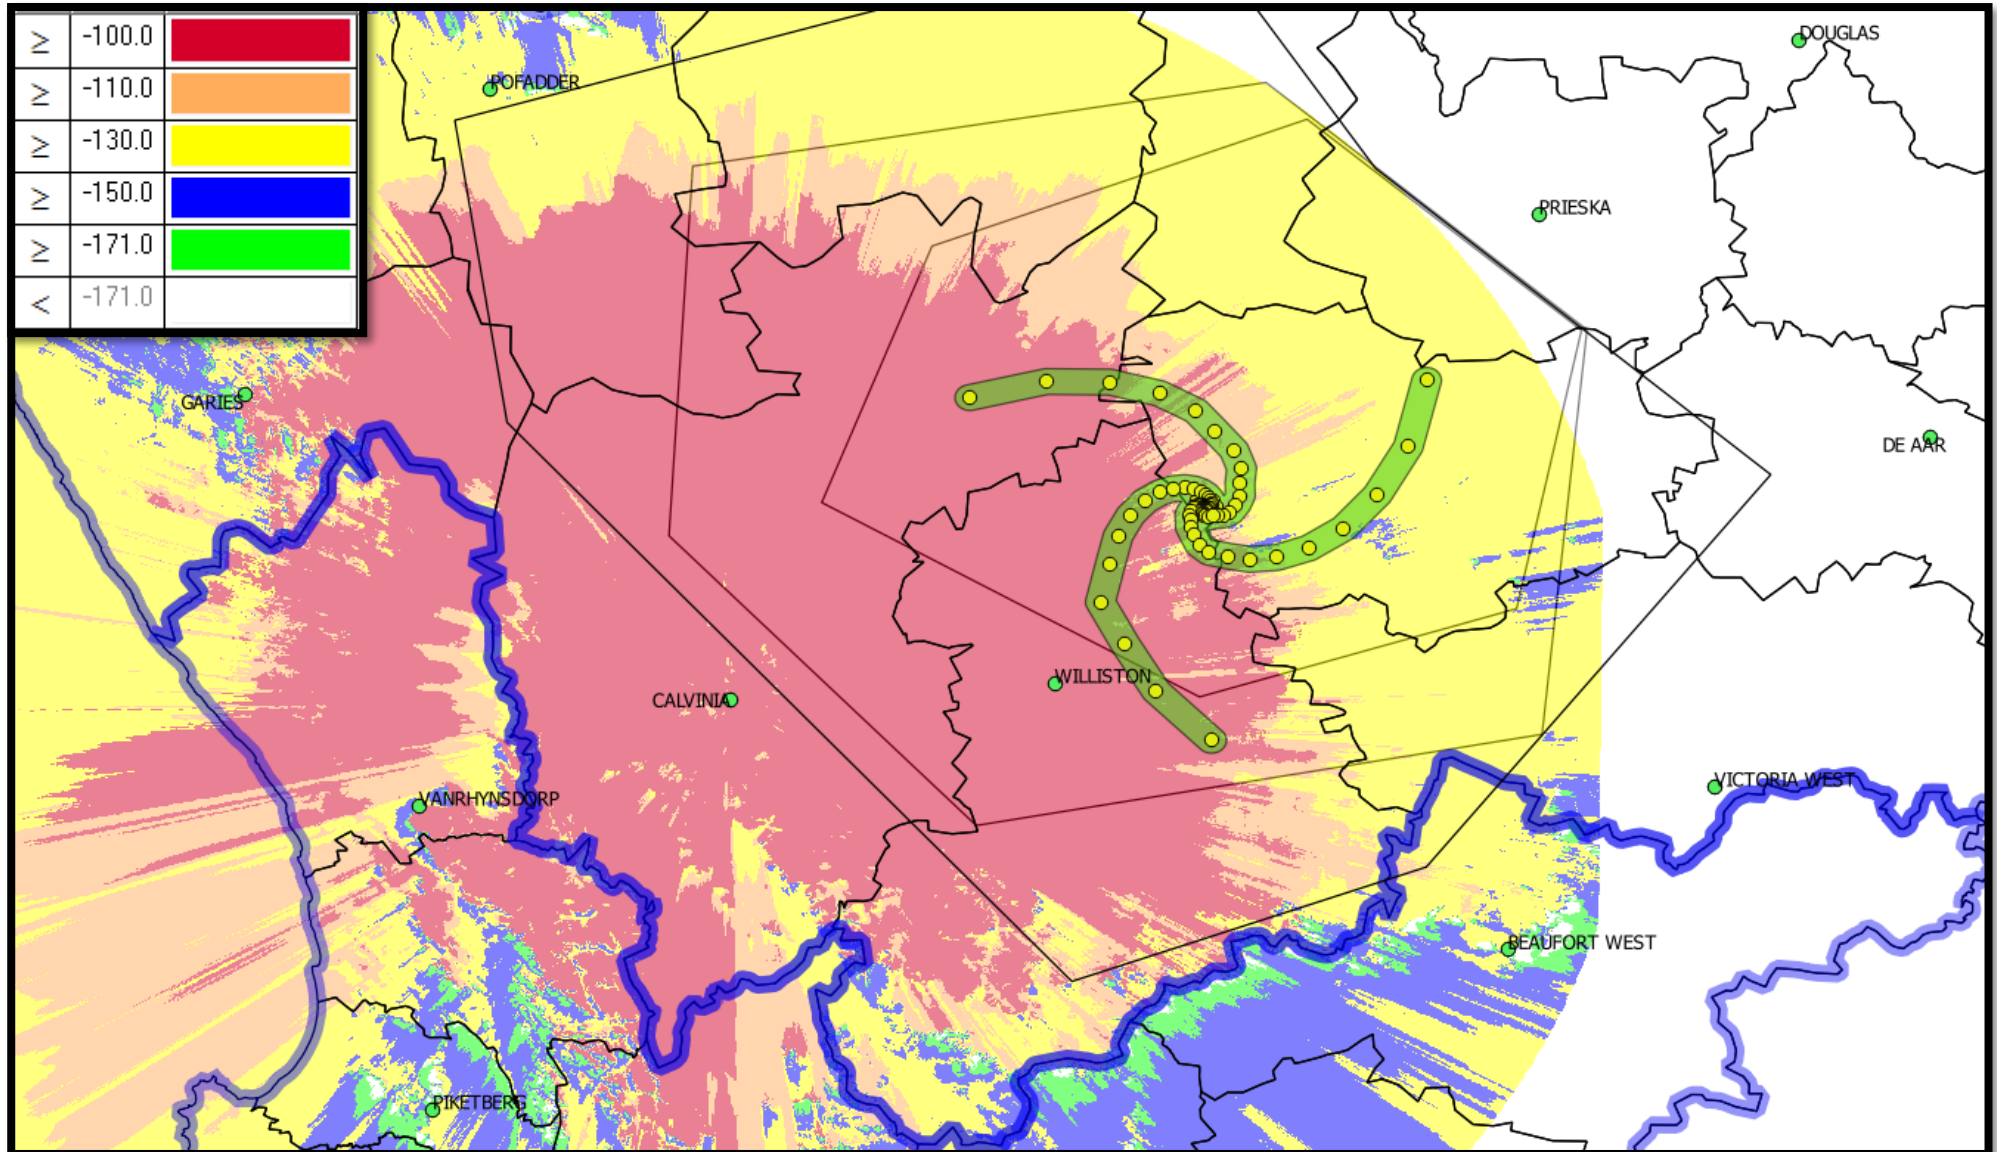 ≥ -100.0
≥ -110.0
≥ -130.0
≥ -150.0
≥ -171.0
< -171.0
DOUGLAS
POFADDER
PRIESKA
GARIES
DE AAR
WILLISTON
CALVINIA
VICTORIA WEST
VANRHYNSDORP
BEAUFORT WEST
PIKETBERG